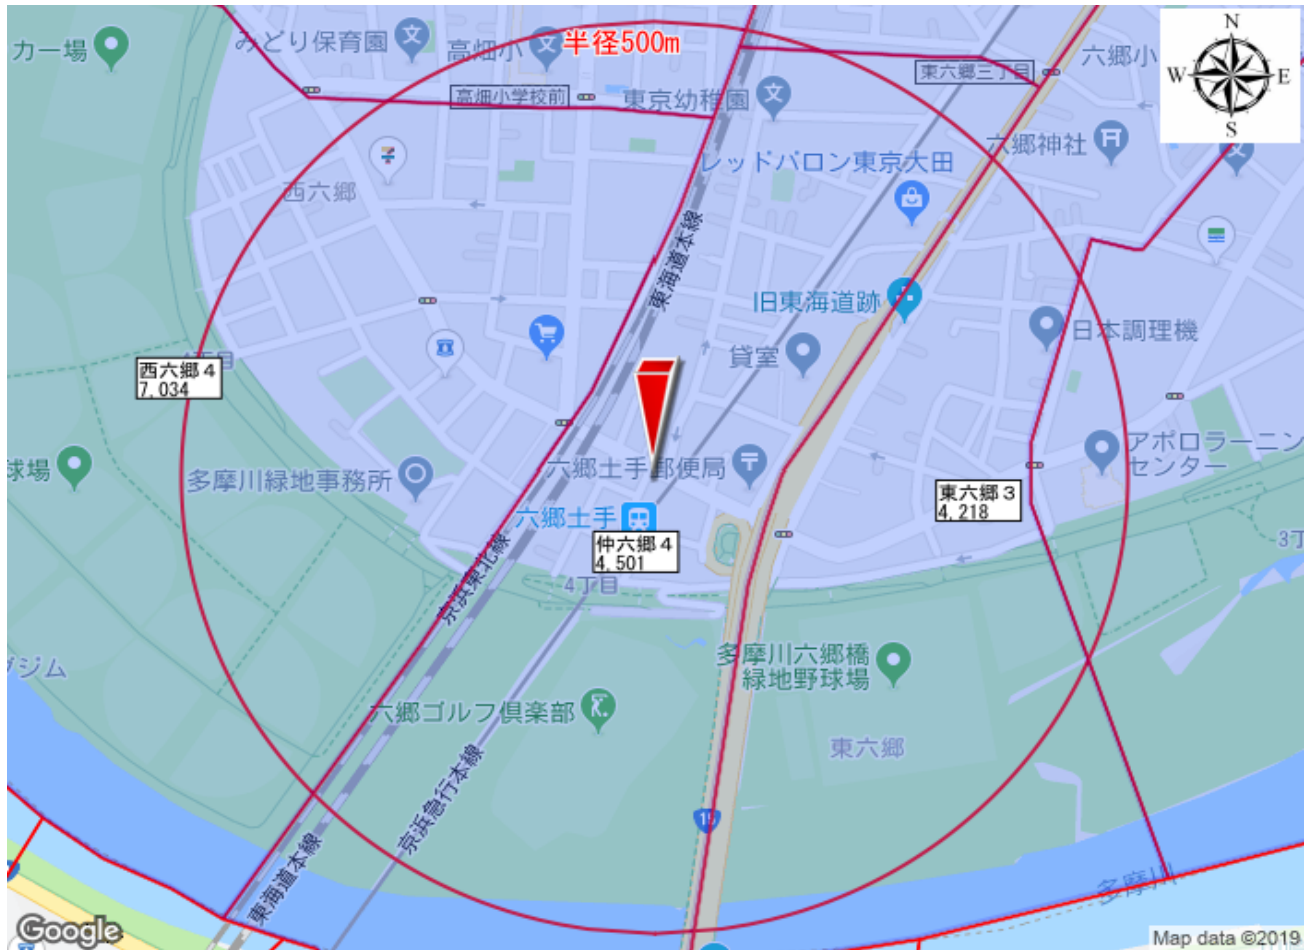 カー場
みどり保育園
文
高畑小
文
半径500m
六郷小
N
W
E
S
高畑小学校前
東六郷三丁目
東京幼稚園
文
六郷神社
文
レッドバロン東京大田
西六郷
東海道本線
旧東海道跡
貸室
日本調理機
西六郷4
7,034
球場
多摩川緑地事務所
六郷土手郵便局
アポロラーニン
センター
六郷土手
東六郷3
4,218
仲六郷4
4,501
4丁目
3丁
京浜東北線
グジム
多摩川六郷橋
緑地野球場
六郷ゴルフ倶楽部
東六郷
京浜急行本線
15
東海道本線
多摩川
Google
Map data ©2019